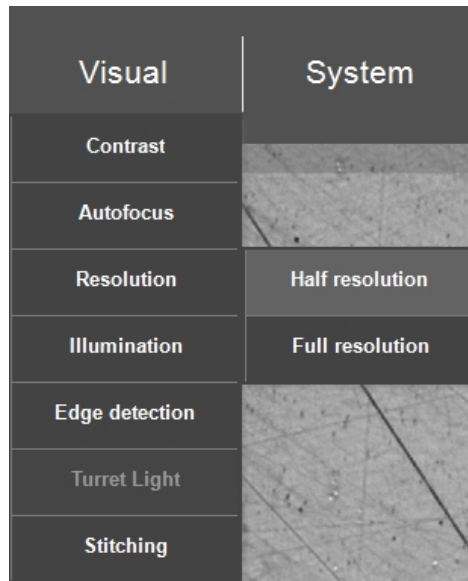 Visual
System
Contrast
Autofocus
Resolution
Half resolution
Illumination
Full resolution
Edge detection
Turret Light
Stitching